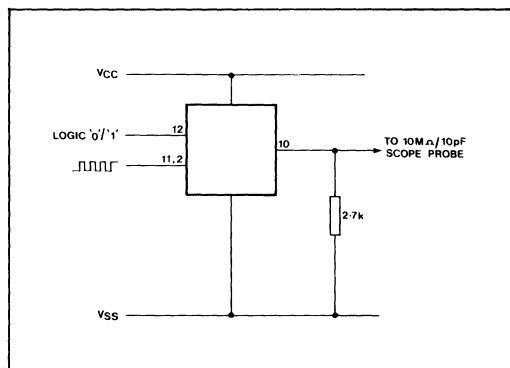 VCC
LOGIC '0'/'1'
12
11,2
10
TO 10MΩ/10pF
SCOPE PROBE
2·7k
VSS